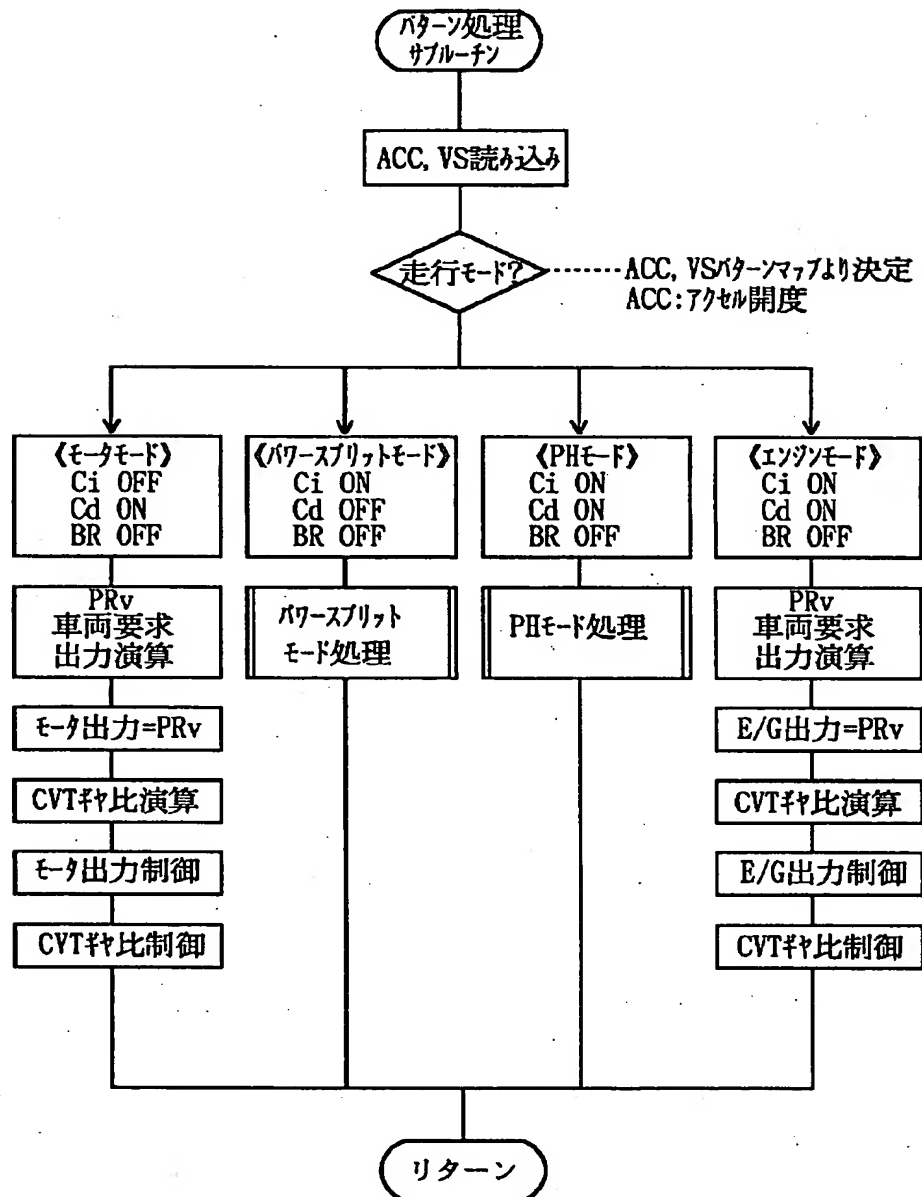 パターン処理
サブルーチン
ACC, VS読み込み
走行モード?
ACC, VSパターンマップより決定
ACC:アクセル開度
《モータモード》
Ci OFF
Cd ON
BR OFF
《パワースプリットモード》
Ci ON
Cd OFF
BR OFF
《PHモード》
Ci ON
Cd ON
BR OFF
《エンジンモード》
Ci ON
Cd ON
BR OFF
PRv
車両要求
出力演算
モータ出力=PRv
CVTギヤ比演算
モータ出力制御
CVTギヤ比制御
パワースプリット
モード処理
PHモード処理
PRv
車両要求
出力演算
E/G出力=PRv
CVTギヤ比演算
E/G出力制御
CVTギヤ比制御
リターン